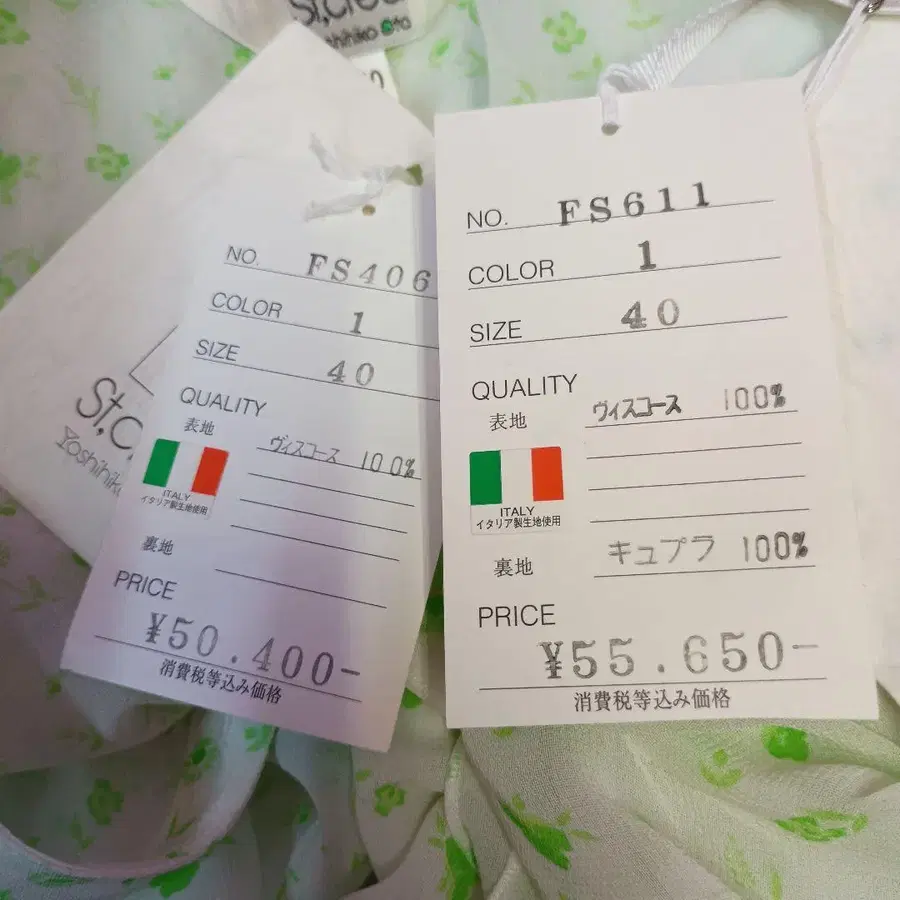 NO. FS406
COLOR 1
SIZE 40
QUALITY
表地 ヴィスコース 100%
ITALY
イタリア製生地使用
裏地
PRICE
¥50.400-
消費税等込み価格
NO. FS611
COLOR 1
SIZE 40
QUALITY
表地 ヴィスコース 100%
ITALY
イタリア製生地使用
裏地 キュプラ 100%
PRICE
¥55.650-
消費税等込み価格